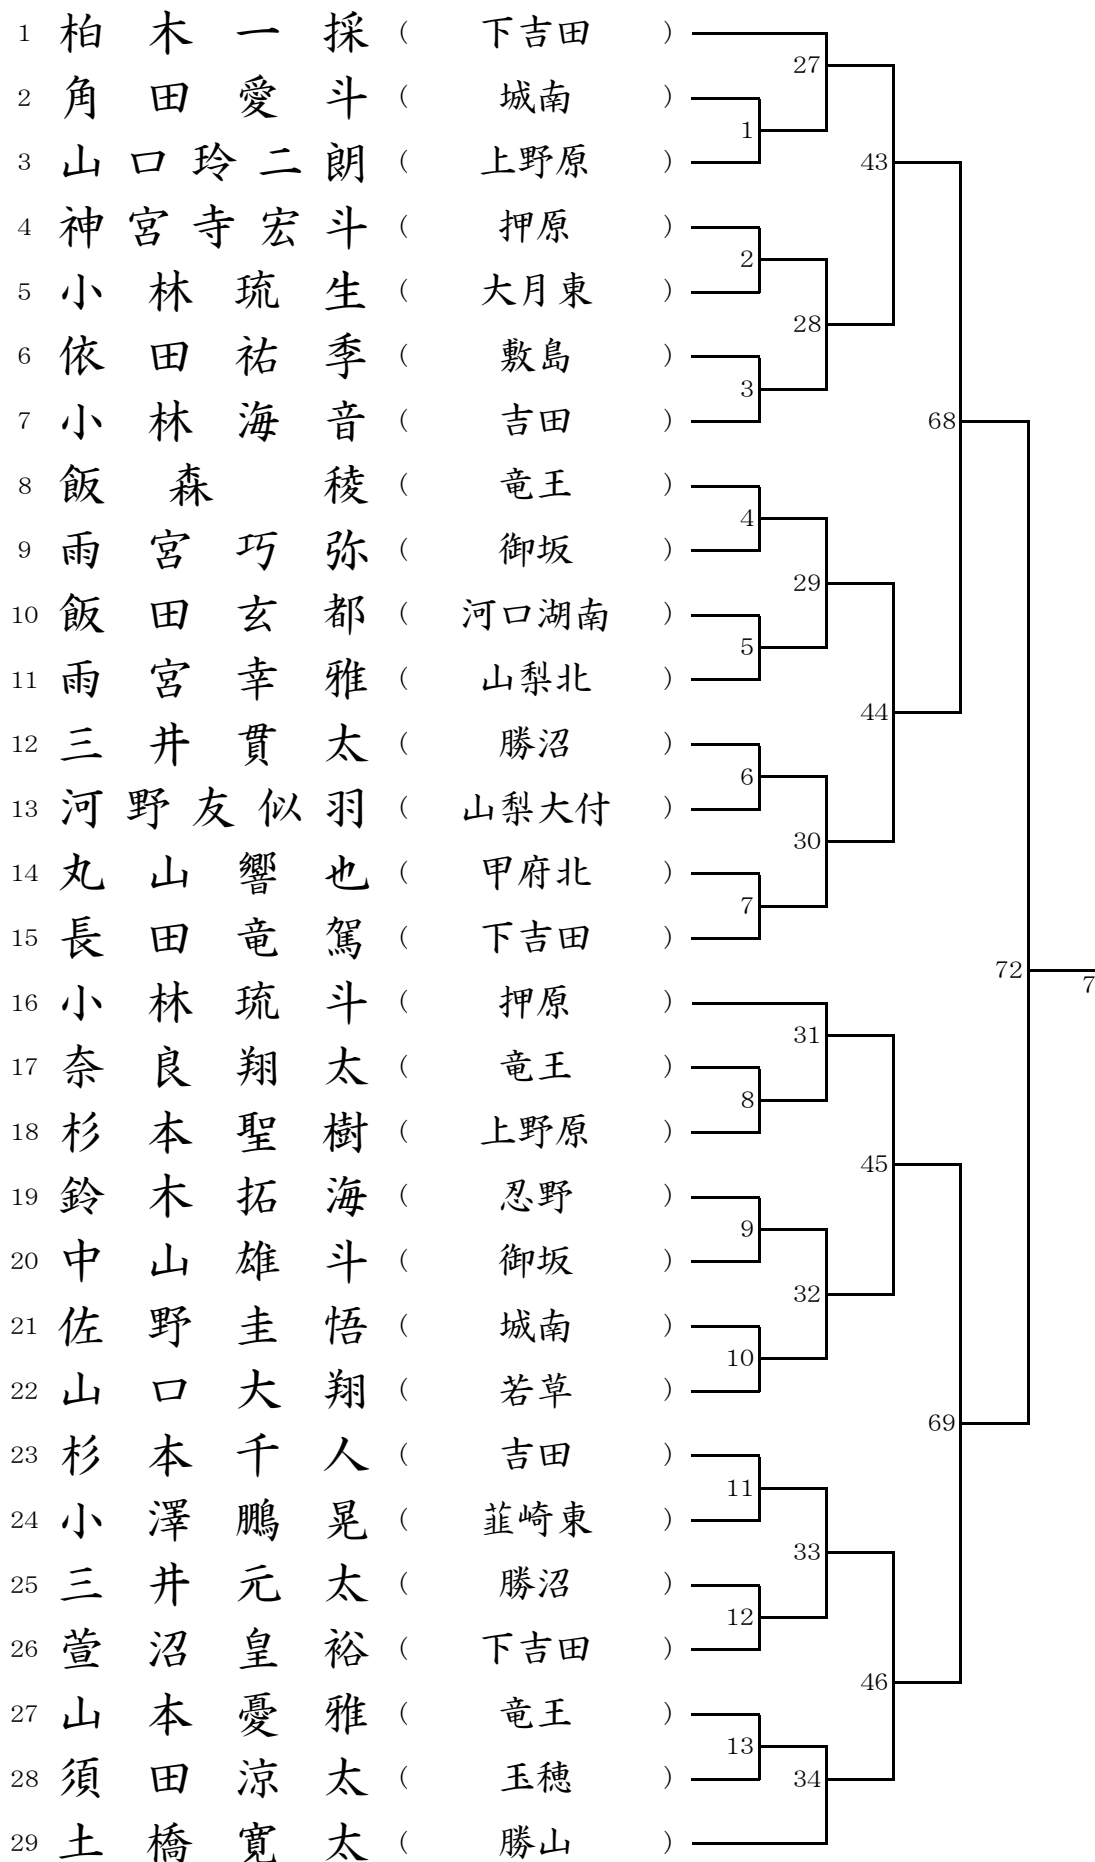 1 柏木一採 ( 下吉田 )
27
2 角田愛斗 ( 城南 )
1
3 山口玲二朗 ( 上野原 )
43
4 神宮寺宏斗 ( 押原 )
2
5 小林琉生 ( 大月東 )
28
6 依田祐季 ( 敷島 )
3
7 小林海音 ( 吉田 )
68
8 飯森稜 ( 竜王 )
4
9 雨宮巧弥 ( 御坂 )
29
10 飯田玄都 ( 河口湖南 )
5
11 雨宮幸雅 ( 山梨北 )
44
12 三井貫太 ( 勝沼 )
6
13 河野友似羽 ( 山梨大付 )
30
14 丸山響也 ( 甲府北 )
7
15 長田竜駕 ( 下吉田 )
72
7
16 小林琉斗 ( 押原 )
31
17 奈良翔太 ( 竜王 )
8
18 杉本聖樹 ( 上野原 )
45
19 鈴木拓海 ( 忍野 )
9
20 中山雄斗 ( 御坂 )
32
21 佐野圭悟 ( 城南 )
10
22 山口大翔 ( 若草 )
69
23 杉本千人 ( 吉田 )
11
24 小澤鵬晃 ( 韮崎東 )
33
25 三井元太 ( 勝沼 )
12
26 萱沼皇裕 ( 下吉田 )
46
27 山本憂雅 ( 竜王 )
13
28 須田涼太 ( 玉穂 )
34
29 土橋寛太 ( 勝山 )